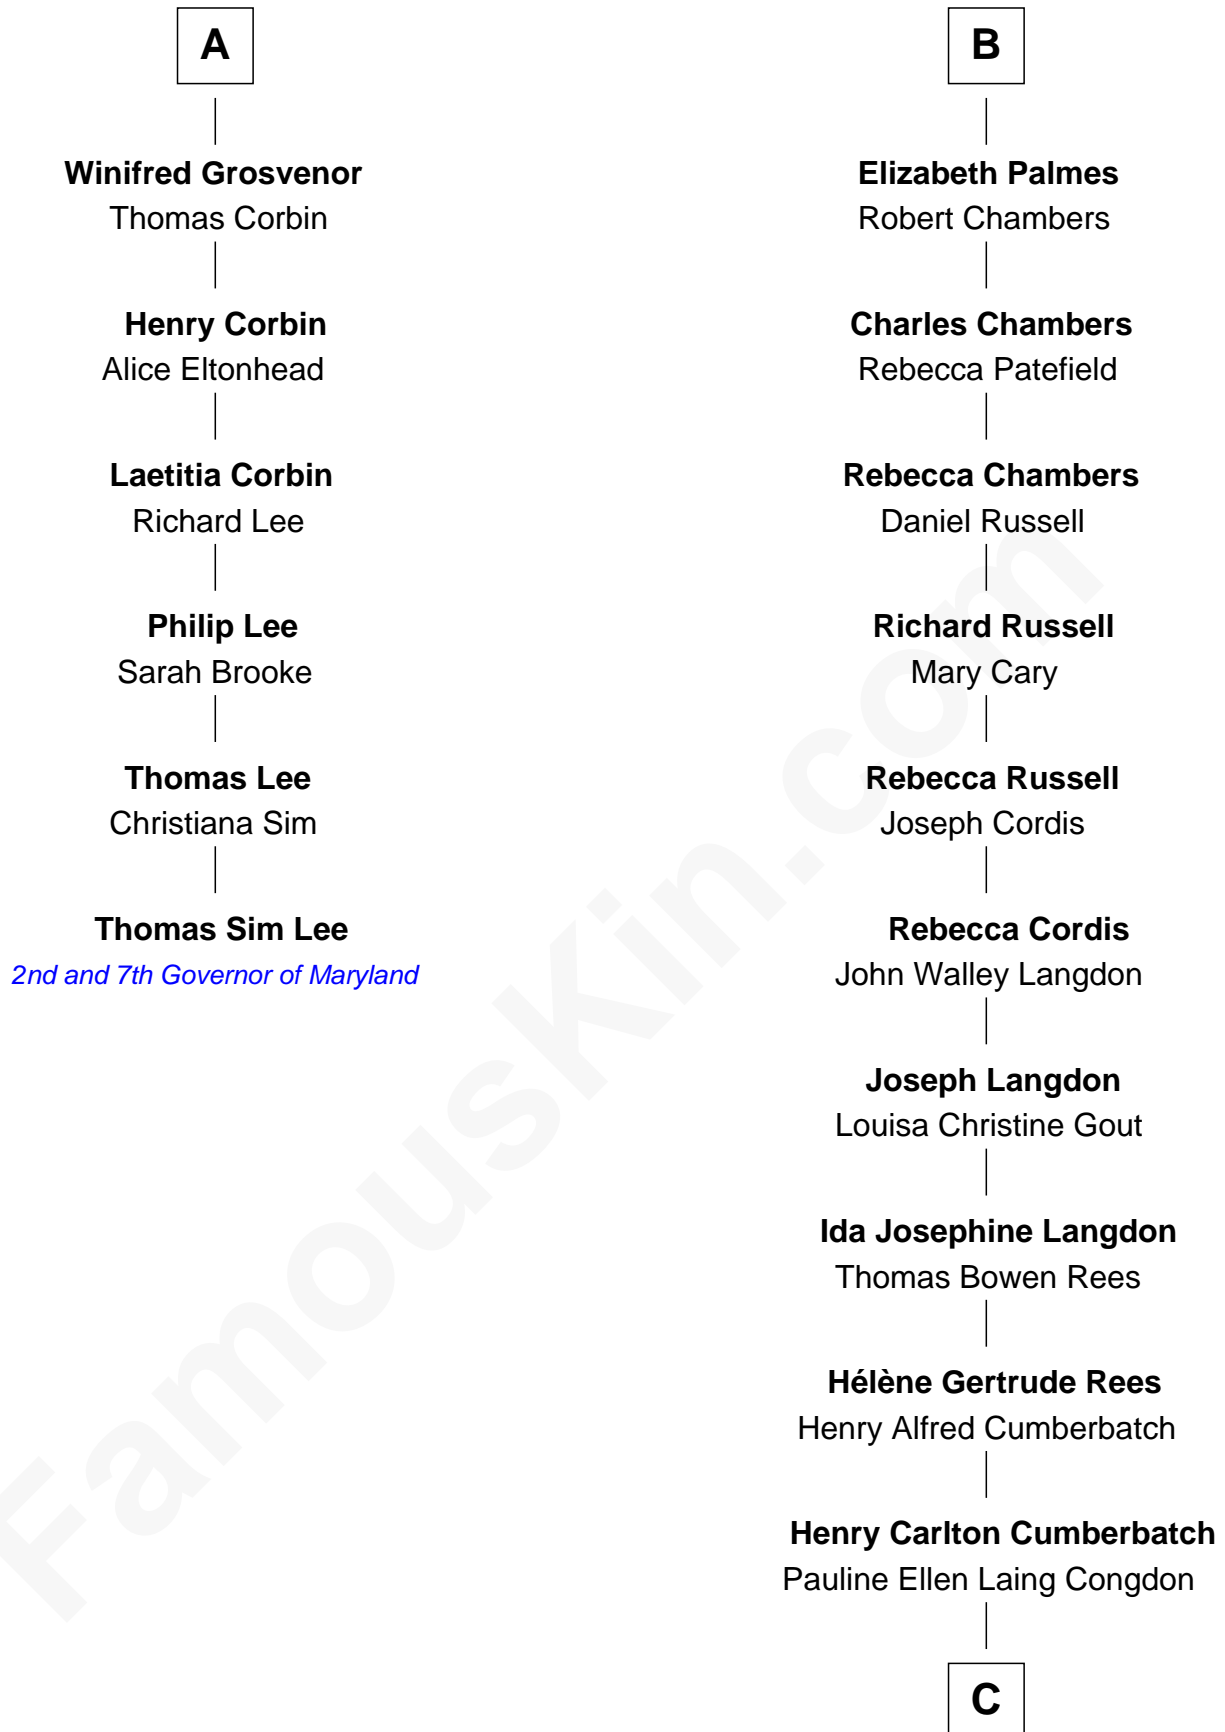 A
Winifred Grosvenor
Thomas Corbin
Henry Corbin
Alice Eltonhead
Laetitia Corbin
Richard Lee
Philip Lee
Sarah Brooke
Thomas Lee
Christiana Sim
Thomas Sim Lee
2nd and 7th Governor of Maryland
B
Elizabeth Palmes
Robert Chambers
Charles Chambers
Rebecca Patefield
Rebecca Chambers
Daniel Russell
Richard Russell
Mary Cary
Rebecca Russell
Joseph Cordis
Rebecca Cordis
John Walley Langdon
Joseph Langdon
Louisa Christine Gout
Ida Josephine Langdon
Thomas Bowen Rees
Hélène Gertrude Rees
Henry Alfred Cumberbatch
Henry Carlton Cumberbatch
Pauline Ellen Laing Congdon
C
FamousKin.com